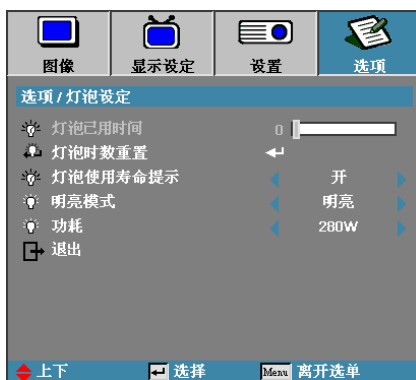 图像 显示设定 设置 选项
选项 / 灯泡设定
灯泡已用时间 0
灯泡时数重置
灯泡使用寿命提示 开
明亮模式 明亮
功耗 280W
退出
上下 选择 Menu 离开选单